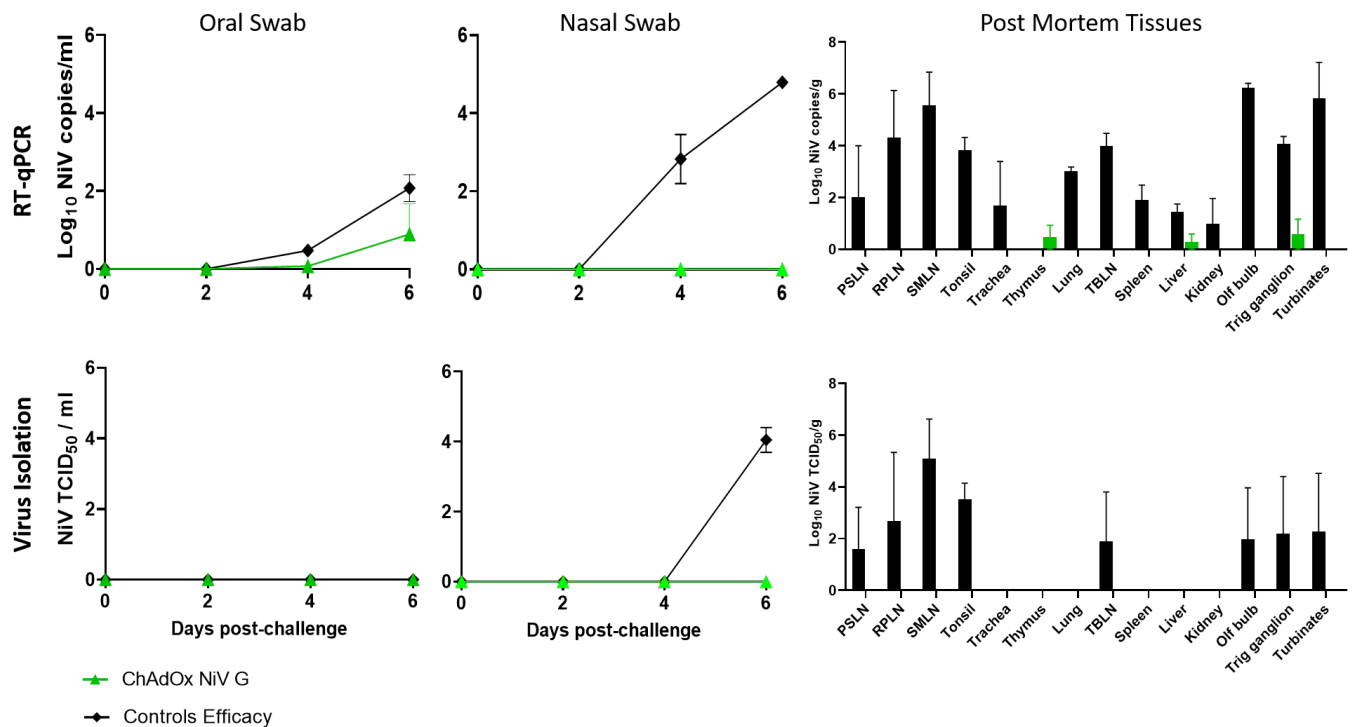 Oral Swab
Nasal Swab
Post Mortem Tissues
RT-qPCR
Log10 NiV copies/ml
6
4
2
0
0 2 4 6
6
4
2
0
0 2 4 6
Log10 NiV copies/g
8
6
4
2
0
PSLN
RPLN
SMLN
Tonsil
Trachea
Thymus
Lung
TBLN
Spleen
Liver
Kidney
Olf bulb
Trig ganglion
Turbinates
Virus Isolation
NiV TCID50 / ml
6
4
2
0
0 2 4 6
Days post-challenge
6
4
2
0
0 2 4 6
Days post-challenge
Log10 NiV TCID50/g
8
6
4
2
0
PSLN
RPLN
SMLN
Tonsil
Trachea
Thymus
Lung
TBLN
Spleen
Liver
Kidney
Olf bulb
Trig ganglion
Turbinates
ChAdOx NiV G
Controls Efficacy